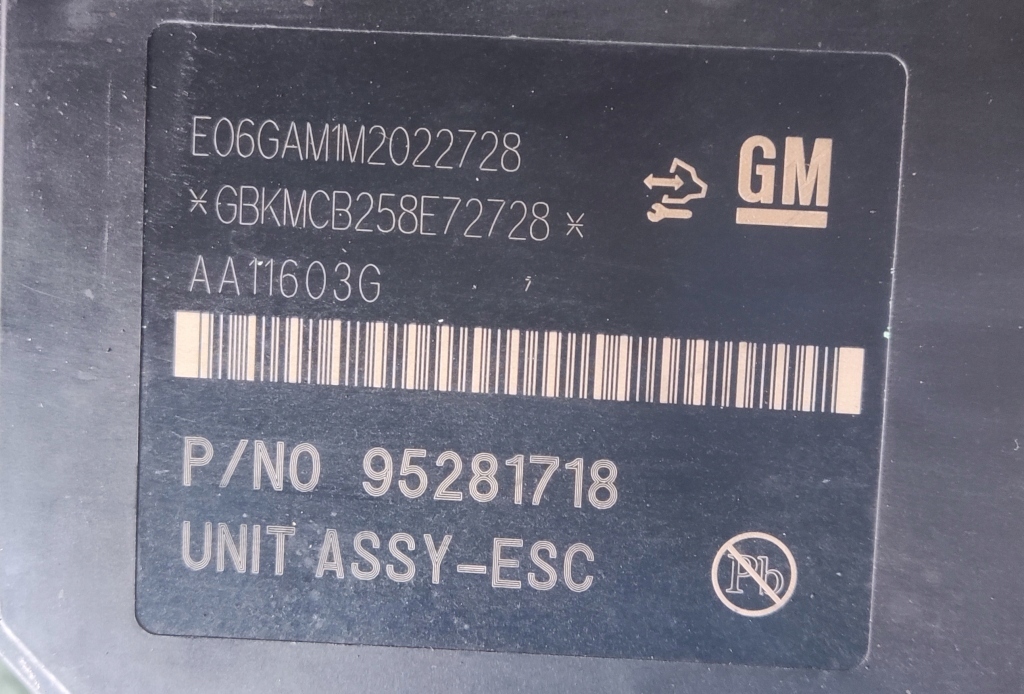 E06GAM1M2022728
*GBKMCB258E72728*
AA11603G
GM
P/NO 95281718
UNIT ASSY-ESC
Pb